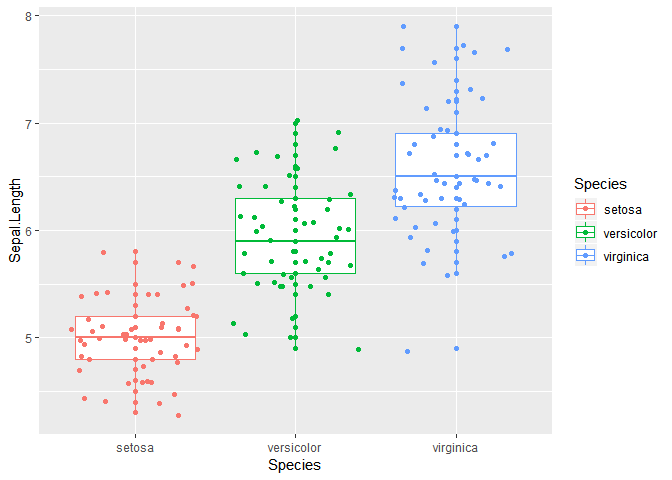 8
7
6
5
Sepal.Length
setosa
versicolor
virginica
Species
Species
setosa
versicolor
virginica